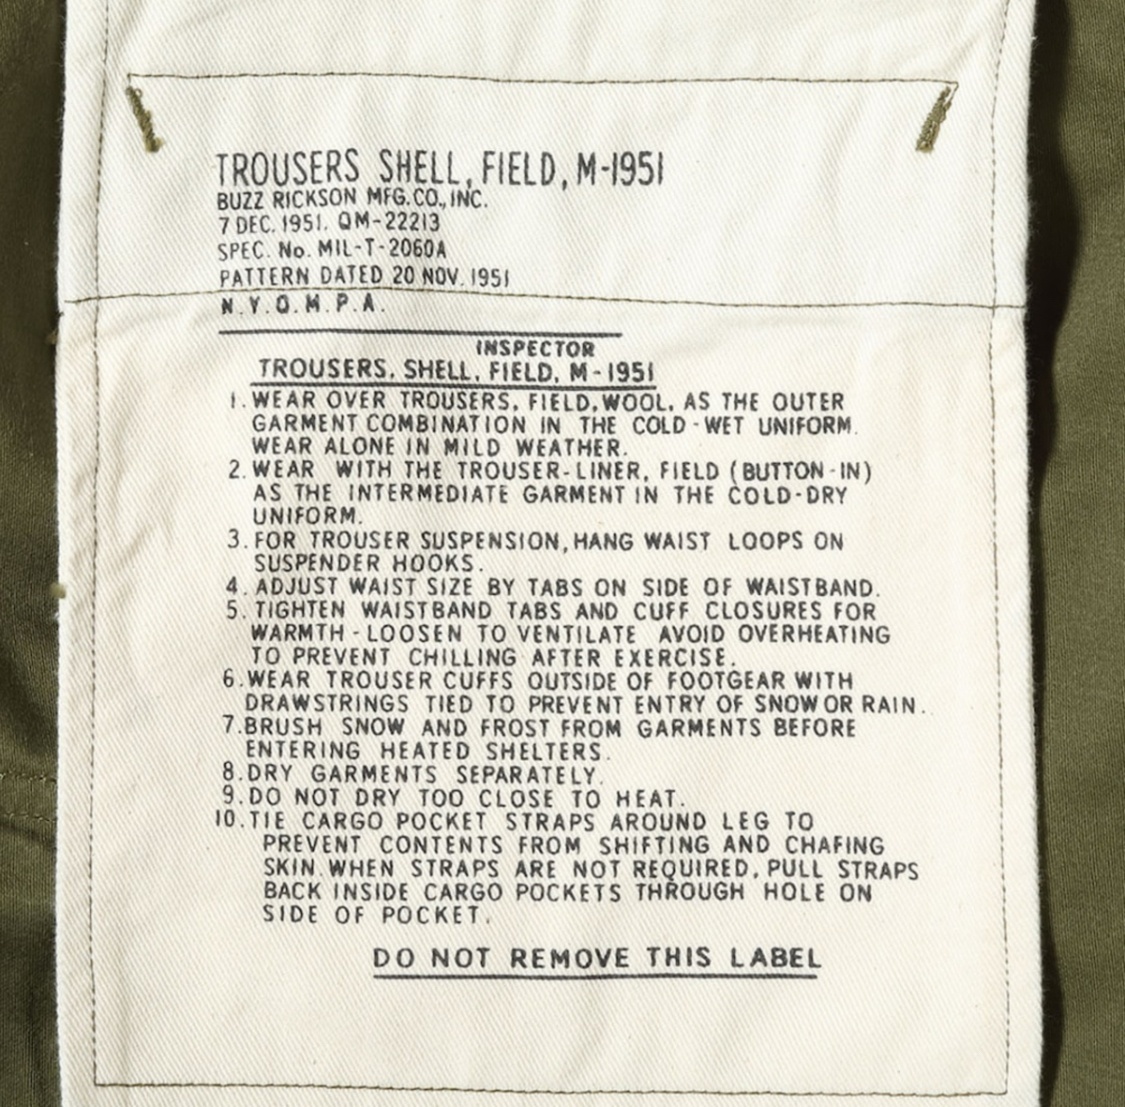 TROUSERS SHELL, FIELD, M-1951
BUZZ RICKSON MFG.CO., INC.
7 DEC. 1951. QM-22213
SPEC. No. MIL-T-2060A
PATTERN DATED 20 NOV. 1951
N.Y.Q.M.P.A.
INSPECTOR
TROUSERS. SHELL, FIELD, M-1951
1. WEAR OVER TROUSERS, FIELD, WOOL, AS THE OUTER
GARMENT COMBINATION IN THE COLD-WET UNIFORM.
WEAR ALONE IN MILD WEATHER.
2. WEAR WITH THE TROUSER-LINER, FIELD (BUTTON-IN)
AS THE INTERMEDIATE GARMENT IN THE COLD-DRY
UNIFORM.
3. FOR TROUSER SUSPENSION, HANG WAIST LOOPS ON
SUSPENDER HOOKS.
4. ADJUST WAIST SIZE BY TABS ON SIDE OF WAISTBAND.
5. TIGHTEN WAISTBAND TABS AND CUFF CLOSURES FOR
WARMTH - LOOSEN TO VENTILATE AVOID OVERHEATING
TO PREVENT CHILLING AFTER EXERCISE.
6. WEAR TROUSER CUFFS OUTSIDE OF FOOTGEAR WITH
DRAWSTRINGS TIED TO PREVENT ENTRY OF SNOW OR RAIN.
7. BRUSH SNOW AND FROST FROM GARMENTS BEFORE
ENTERING HEATED SHELTERS.
8. DRY GARMENTS SEPARATELY.
9. DO NOT DRY TOO CLOSE TO HEAT.
10. TIE CARGO POCKET STRAPS AROUND LEG TO
PREVENT CONTENTS FROM SHIFTING AND CHAFING
SKIN. WHEN STRAPS ARE NOT REQUIRED, PULL STRAPS
BACK INSIDE CARGO POCKETS THROUGH HOLE ON
SIDE OF POCKET.
DO NOT REMOVE THIS LABEL